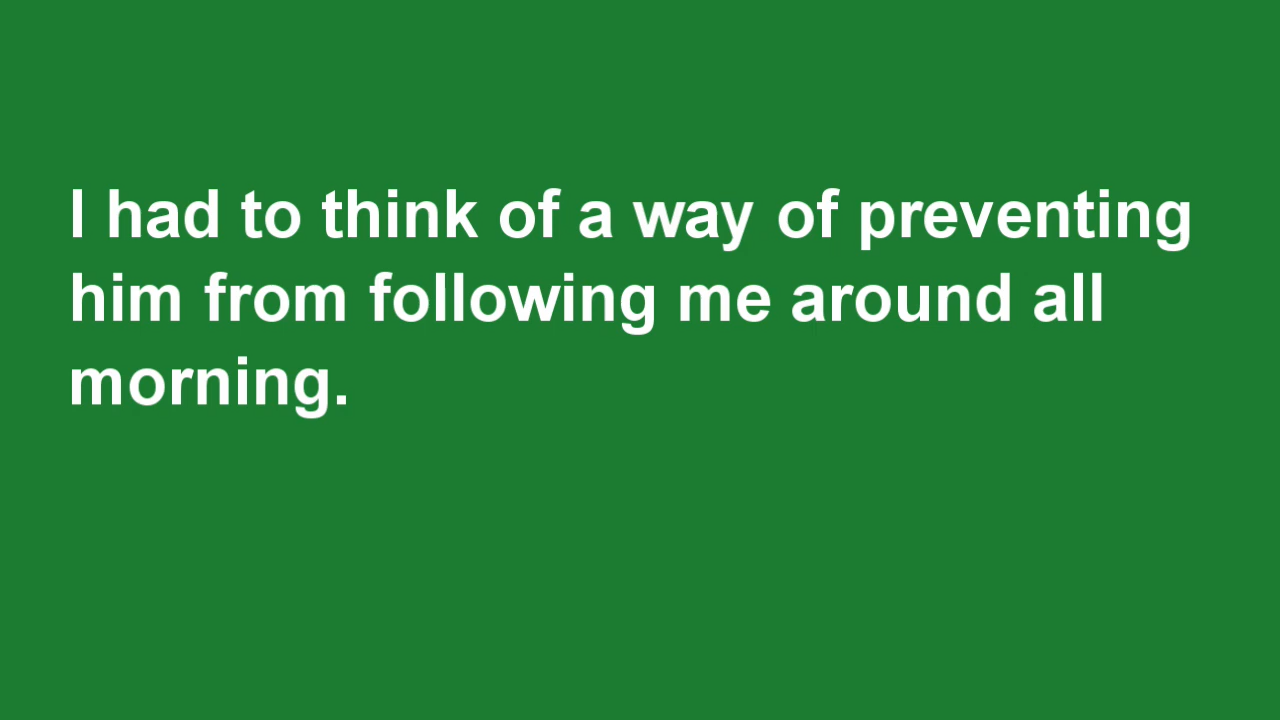 I had to think of a way of preventing
him from following me around all
morning.